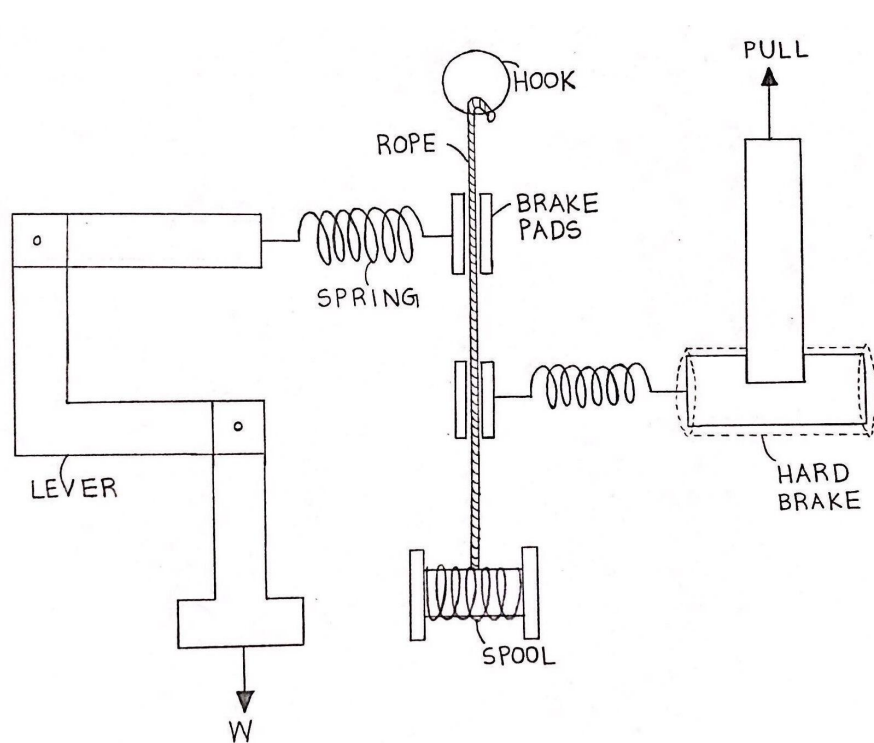 PULL
HOOK
ROPE
BRAKE
PADS
SPRING
LEVER
HARD
BRAKE
SPOOL
W